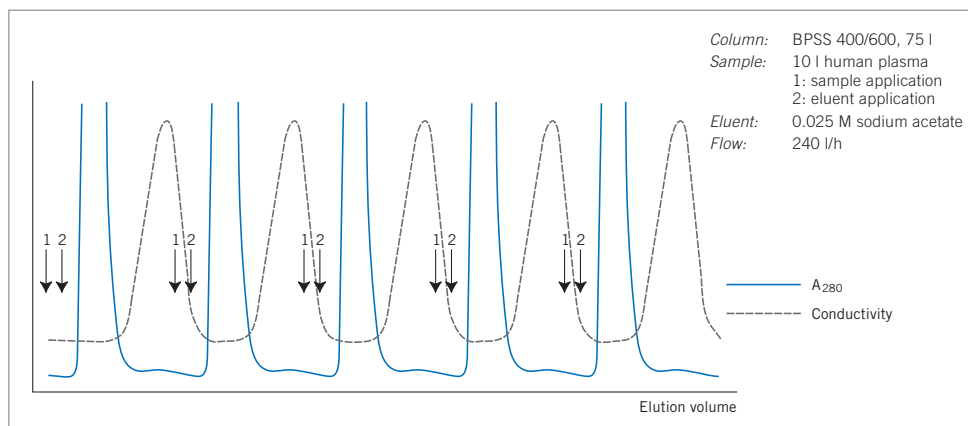 Column: BPSS 400/600, 75 l
Sample: 10 l human plasma
1: sample application
2: eluent application
Eluent: 0.025 M sodium acetate
Flow: 240 l/h
1 2 1 2 1 2 1 2 1 2
A280
Conductivity
Elution volume